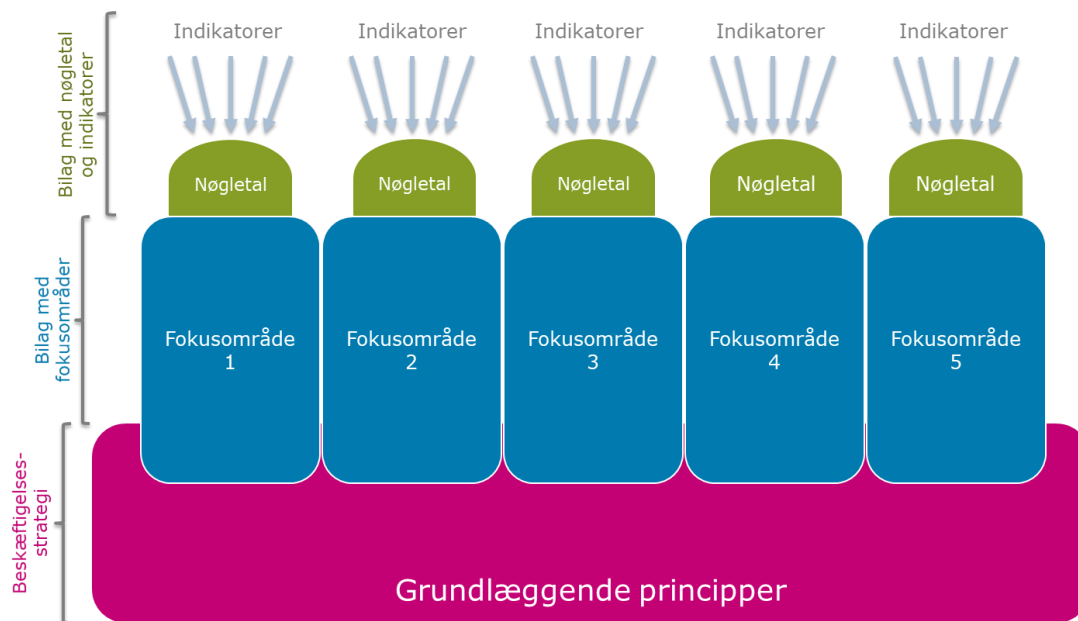 Indikatorer
Indikatorer
Indikatorer
Indikatorer
Indikatorer
Bilag med nøgletal
og indikatorer
Nøgletal
Nøgletal
Nøgletal
Nøgletal
Nøgletal
Bilag med
fokusområder
Fokusområde
1
Fokusområde
2
Fokusområde
3
Fokusområde
4
Fokusområde
5
Beskæftigelses-
strategi
Grundlæggende principper